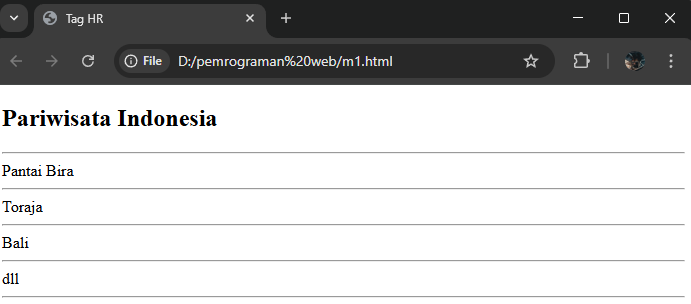 Tag HR
File
D:/pemrograman%20web/m1.html
Pariwisata Indonesia
Pantai Bira
Toraja
Bali
dll